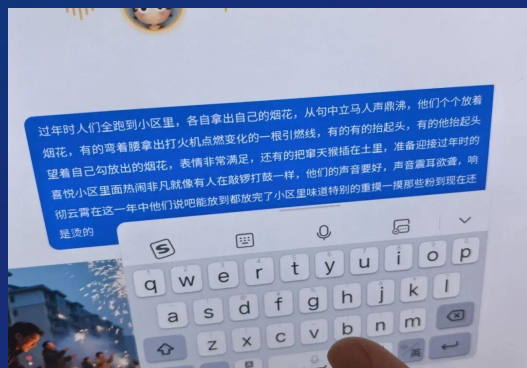 过年时人们全跑到小区里，各自拿出自己的烟花，从句中立马人声鼎沸，他们个个放着
烟花，有的弯着腰拿出打火机点燃变化的一根引燃线，有的有的抬起头，有的他抬起头
望着自己勾放出的烟花，表情非常满足，还有的把窜天猴插在土里，准备迎接过年时的
喜悦小区里面热闹非凡就像有人在敲锣打鼓一样，他们的声音要好，声音震耳欲聋，响
彻云霄在这一年中他们说吧能放到都放完了小区里味道特别的重摸一摸那些粉到现在还
是烫的
S
q w e r t y u i o p
a s d f g h j k l
z x c v b n m
英